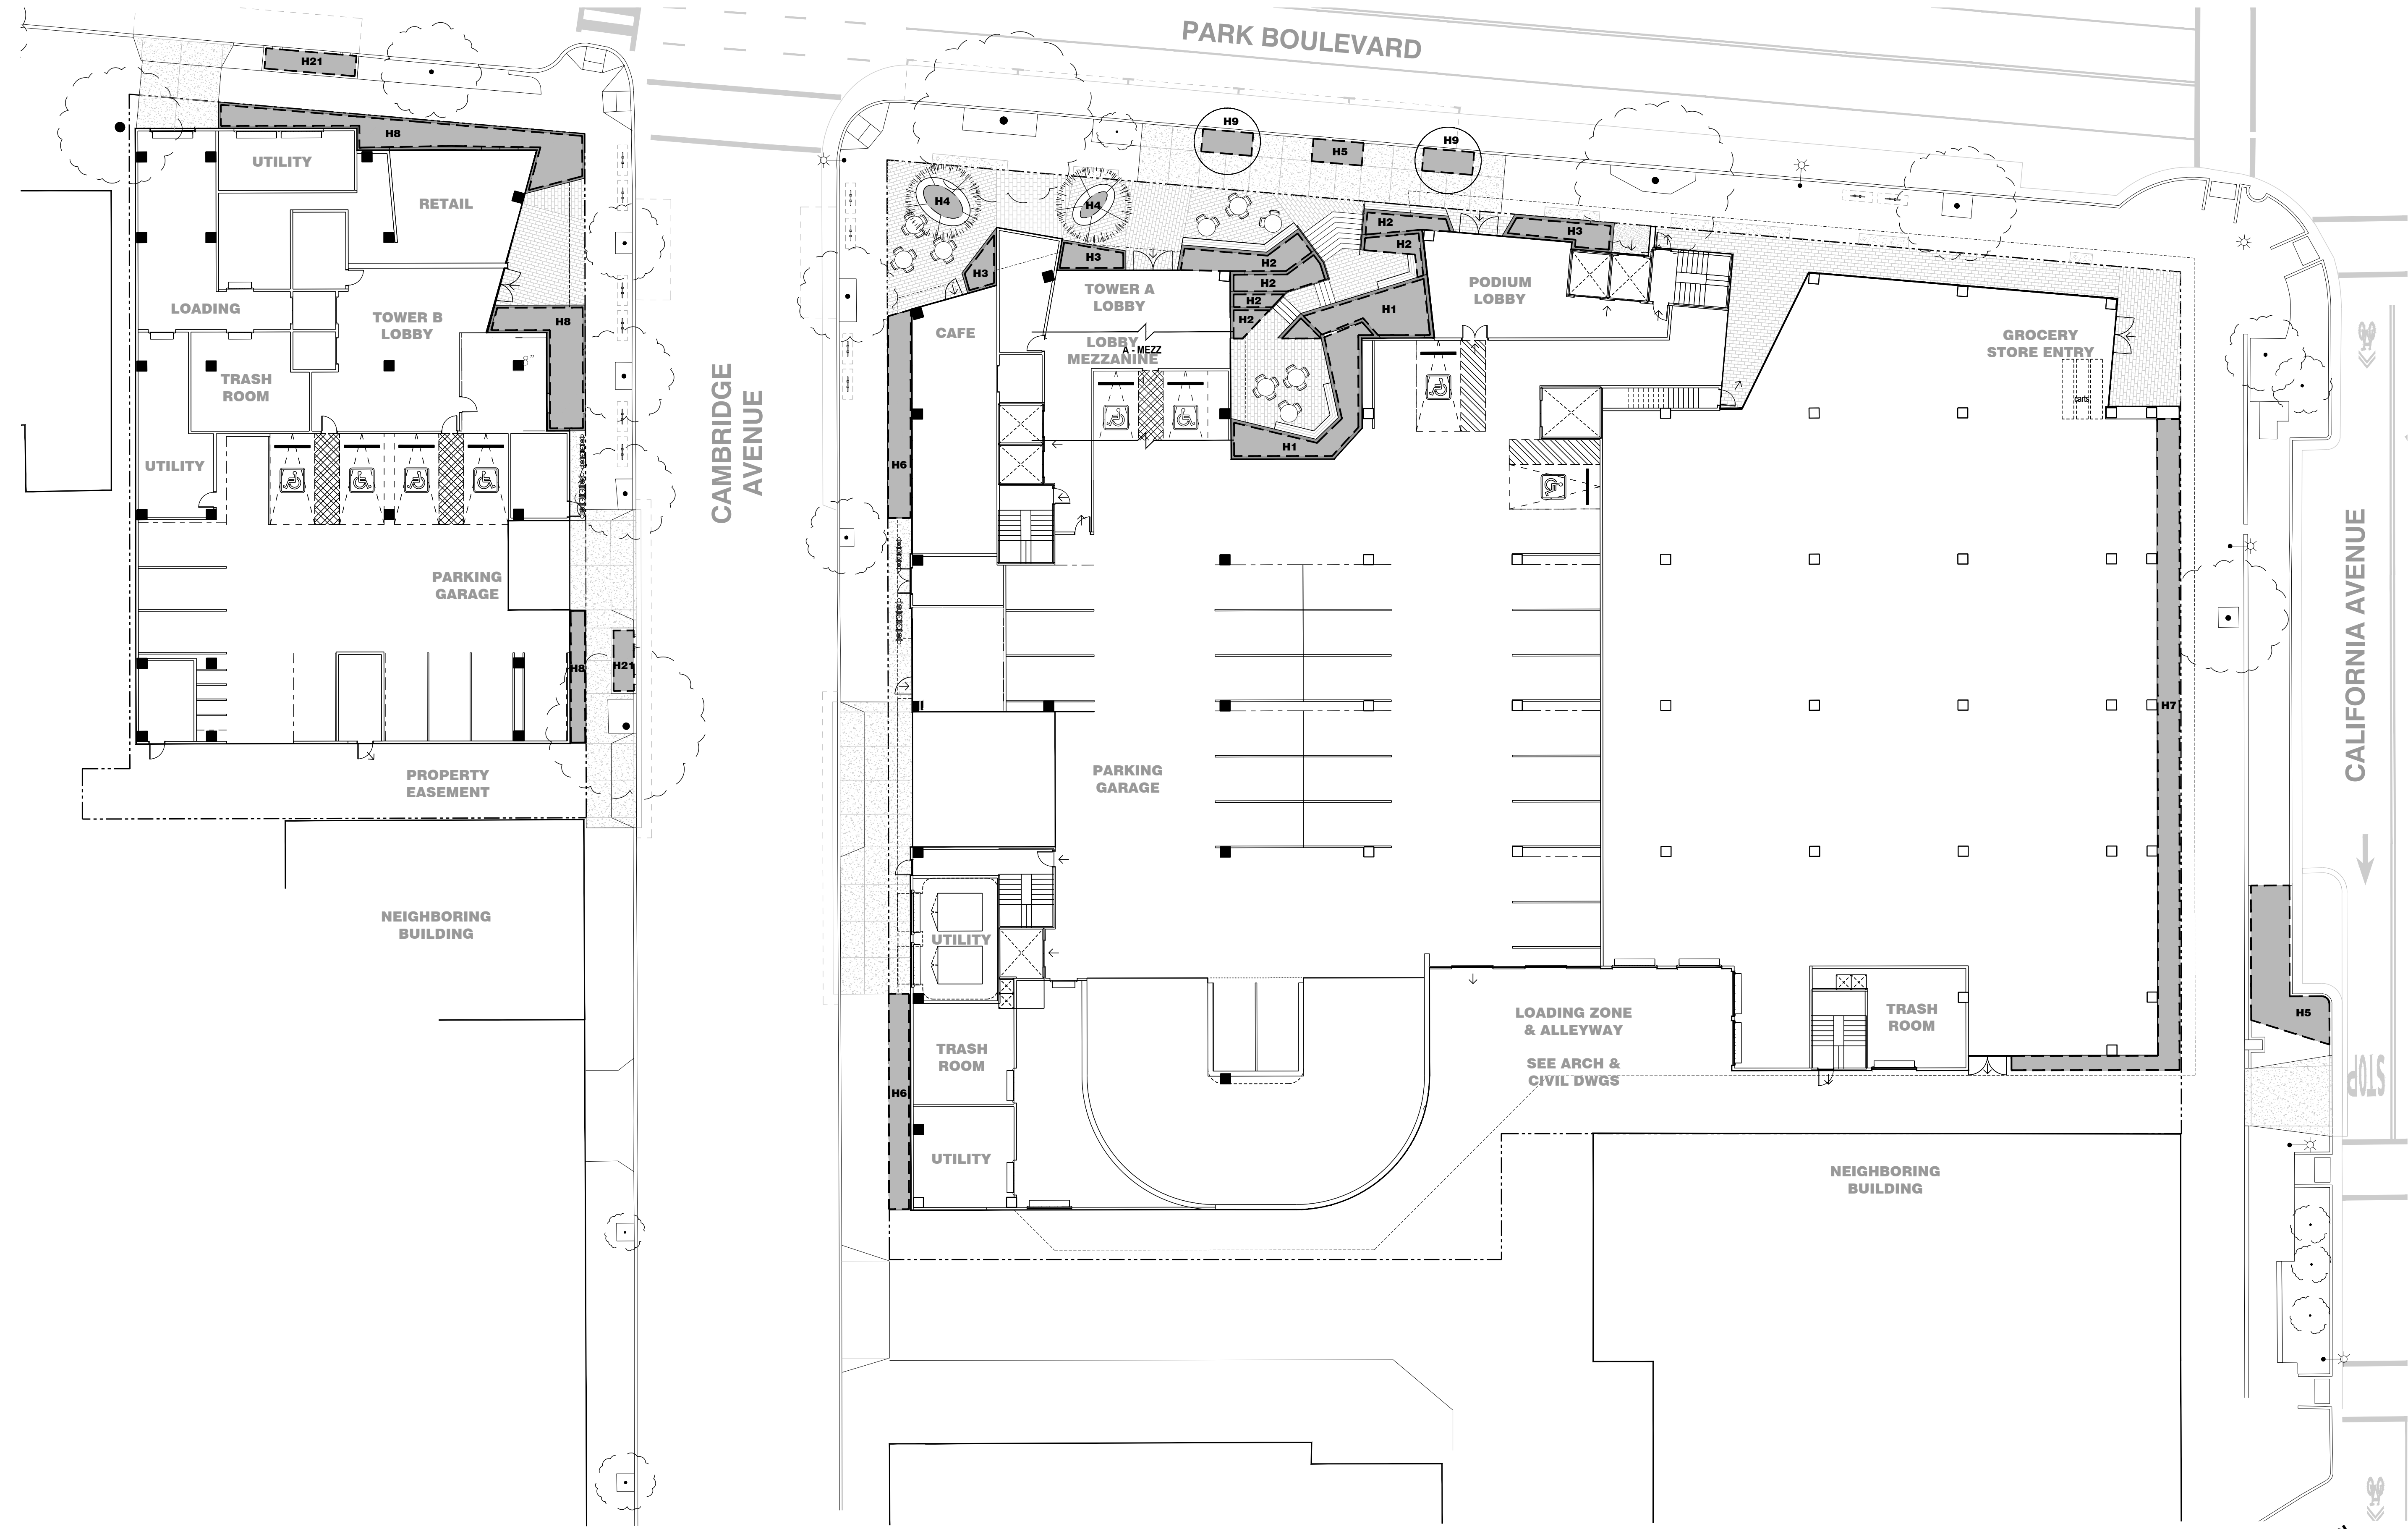 PARK BOULEVARD
H21
H8
UTILITY
RETAIL
LOADING
TOWER B
LOBBY
H8
TRASH
ROOM
8"
UTILITY
PARKING
GARAGE
H8
H21
PROPERTY
EASEMENT
NEIGHBORING
BUILDING
CAMBRIDGE
AVENUE
H9
H5
H9
H4
H4
H2
H2
H3
H3
H3
H2
H2
H2
H2
TOWER A
LOBBY
PODIUM
LOBBY
H1
CAFE
LOBBY
MEZZANINE
A - MEZZ
GROCERY
STORE ENTRY
carts
H1
H6
H7
CALIFORNIA AVENUE
PARKING
GARAGE
UTILITY
TRASH
ROOM
H6
UTILITY
LOADING ZONE
& ALLEYWAY
SEE ARCH &
CIVIL DWGS
TRASH
ROOM
H5
STOP
NEIGHBORING
BUILDING